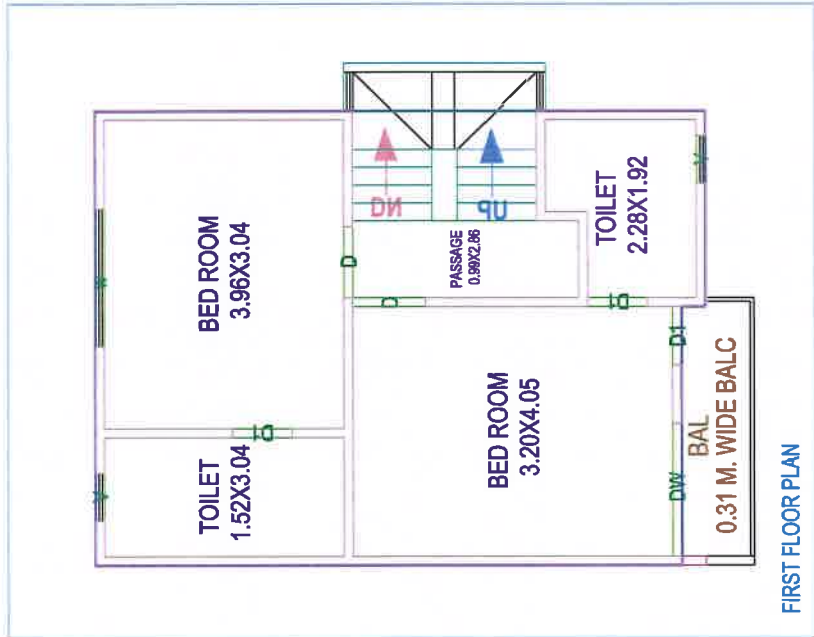 BED ROOM
3.96X3.04
TOILET
1.52X3.04
W
V
D
D1
DN
UP
PASSAGE
0.99X2.86
D
TOILET
2.28X1.92
V
D1
BED ROOM
3.20X4.05
D1
DW
BAL
0.31 M. WIDE BALC
FIRST FLOOR PLAN